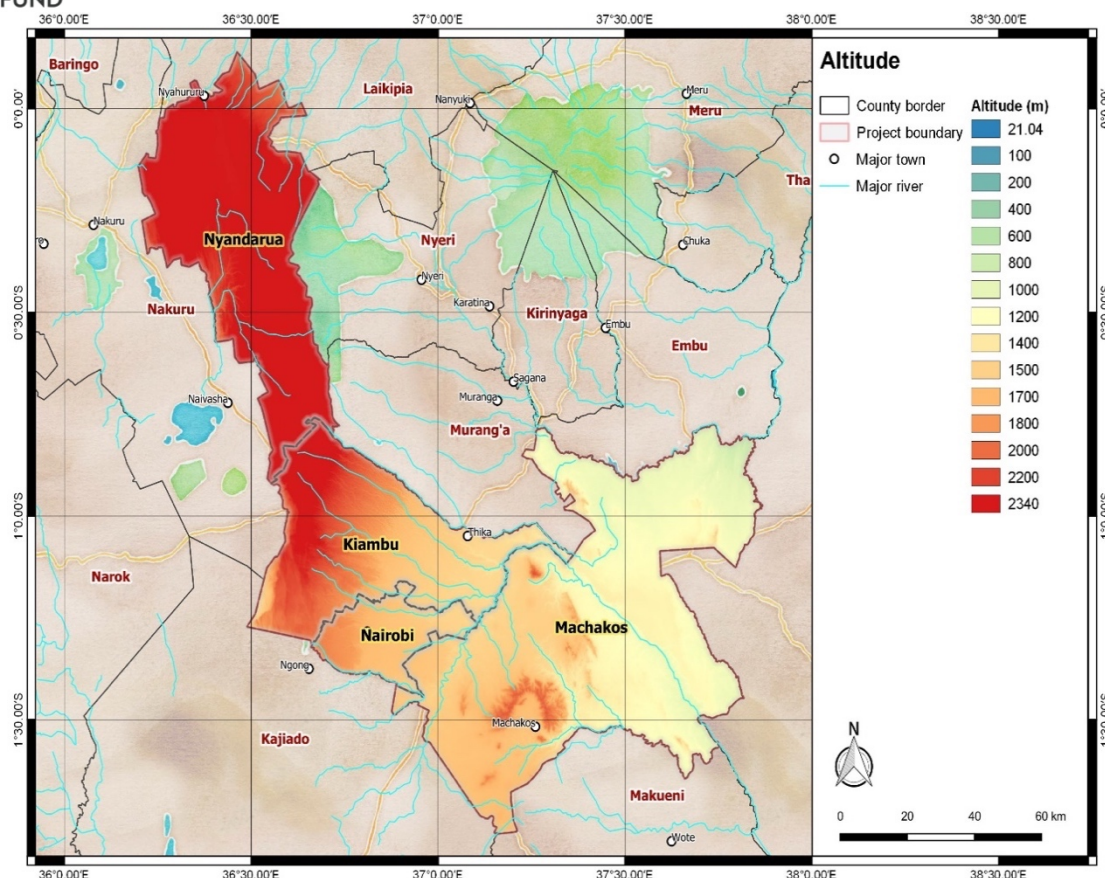 FUND
36°0.00'E 36°30.00'E 37°0.00'E 37°30.00'E 38°0.00'E 38°30.00'E
Baringo
Nyahururu
Laikipia
Nanyuki
Meru
Meru
Tha
0°0.00'
Nakuru
Nyandarua
Nyeri
Nyeri
Chuka
Nakuru
Karatina
Kirinyaga
Embu
Embu
0°30.00'S
Naivasha
Sagana
Muranga
Murang'a
1°0.00'S
Thika
Kiambu
Narok
Nairobi
Machakos
Ngong
Machakos
1°30.00'S
Kajiado
Makueni
Wote
36°0.00'E 36°30.00'E 37°0.00'E 37°30.00'E 38°0.00'E 38°30.00'E
Altitude
County border
Project boundary
Major town
Major river
Altitude (m)
21.04
100
200
400
600
800
1000
1200
1400
1500
1700
1800
2000
2200
2340
N
0 20 40 60 km